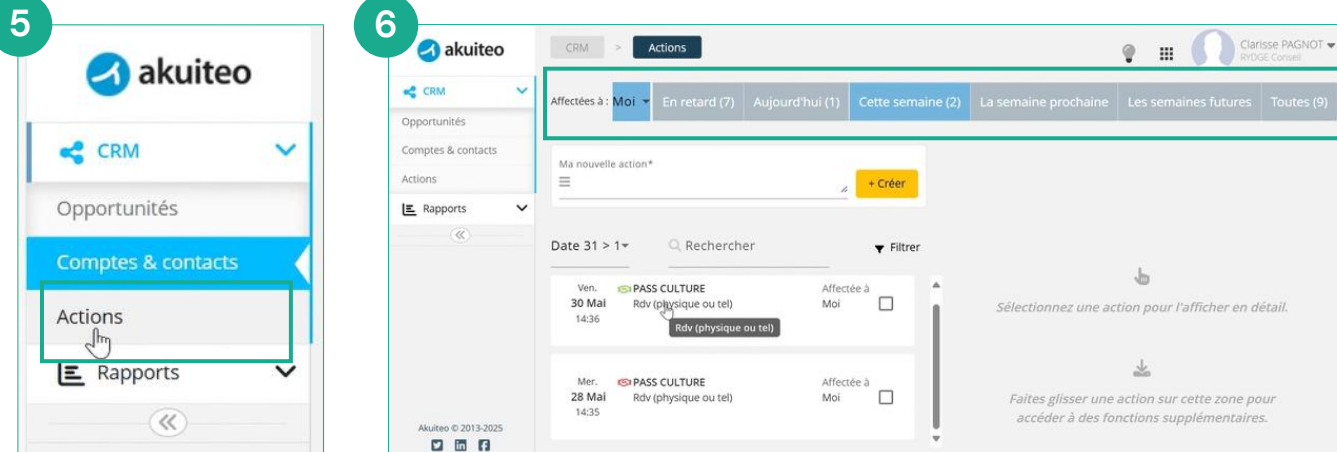 5
akuiteo
CRM
Opportunités
Comptes & contacts
Actions
Rapports
6
akuiteo
CRM
Opportunités
Comptes & contacts
Actions
Rapports
Akuiteo © 2013-2025
CRM > Actions
Clarisse PAGNOT
RYDGE Conseil
Affectées à : Moi En retard (7) Aujourd'hui (1) Cette semaine (2) La semaine prochaine Les semaines futures Toutes (9)
Ma nouvelle action*
+ Créer
Date 31 > 1 Rechercher Filtrer
Ven. PASS CULTURE Affectée à
30 Mai Rdv (physique ou tel) Moi
14:36
Rdv (physique ou tel)
Mer. PASS CULTURE Affectée à
28 Mai Rdv (physique ou tel) Moi
14:35
Sélectionnez une action pour l'afficher en détail.
Faites glisser une action sur cette zone pour
accéder à des fonctions supplémentaires.